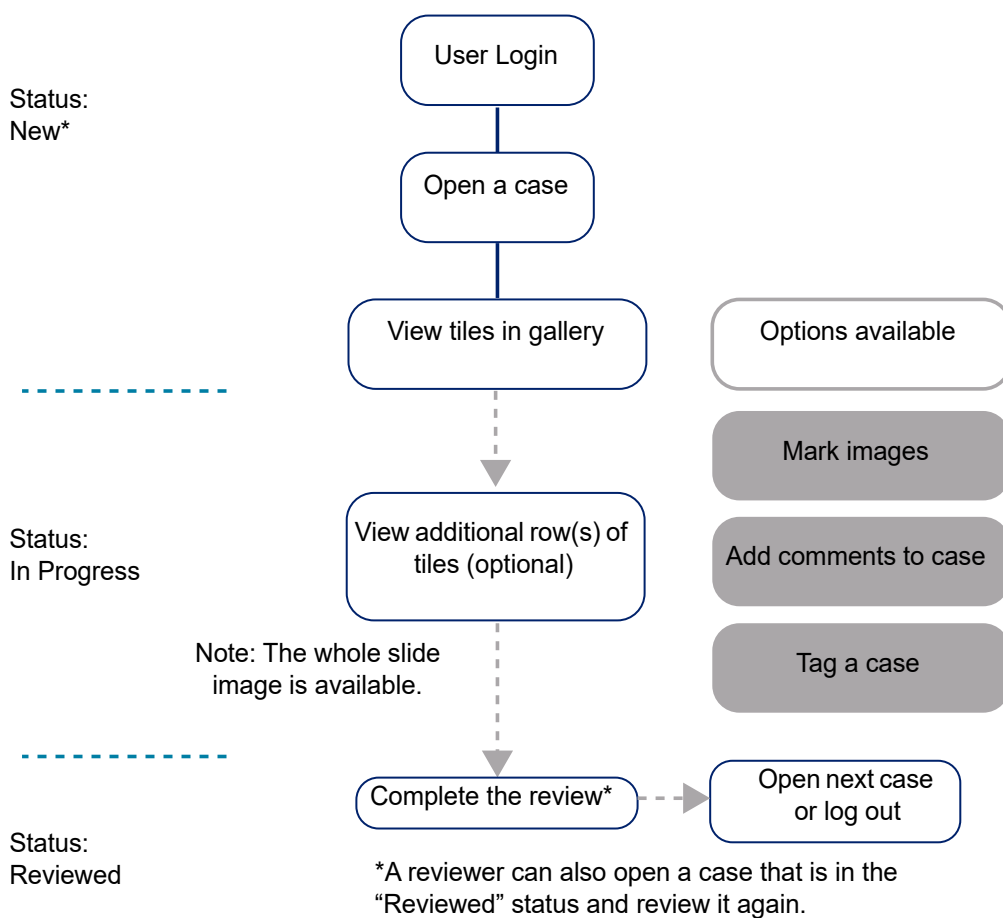 User Login
Status:
New*
Open a case
View tiles in gallery
Options available
Mark images
View additional row(s) of
tiles (optional)
Status:
In Progress
Add comments to case
Note: The whole slide
image is available.
Tag a case
Complete the review*
Open next case
or log out
Status:
Reviewed
*A reviewer can also open a case that is in the
“Reviewed” status and review it again.